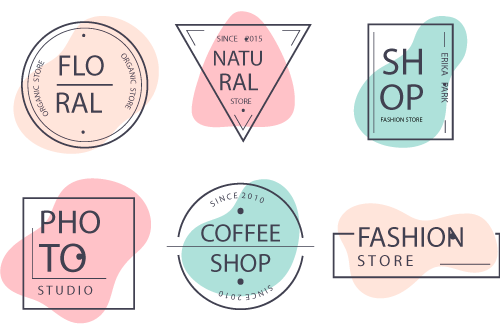 ORGANIC STORE
FLO
RAL
ORGANIC STORE
SINCE 2015
NATU
RAL
STORE
SH
OP
ERIKA PARK
FASHION STORE
PHO
TO
STUDIO
SINCE 2010
COFFEE
SHOP
SINCE 2010
FASHION
STORE